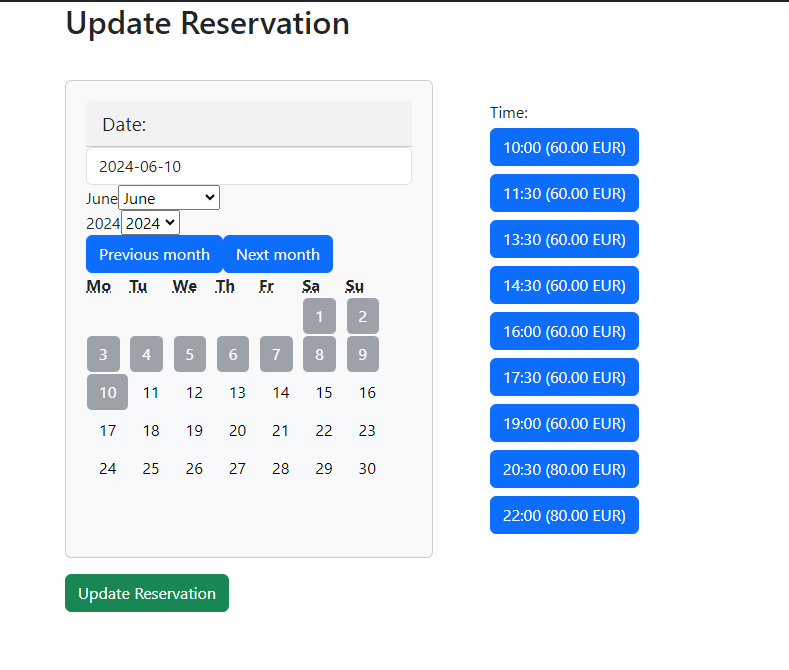 Update Reservation
Date:
2024-06-10
June June
2024 2024
Previous month Next month
Mo Tu We Th Fr Sa Su
1 2
3 4 5 6 7 8 9
10 11 12 13 14 15 16
17 18 19 20 21 22 23
24 25 26 27 28 29 30
Time:
10:00 (60.00 EUR)
11:30 (60.00 EUR)
13:30 (60.00 EUR)
14:30 (60.00 EUR)
16:00 (60.00 EUR)
17:30 (60.00 EUR)
19:00 (60.00 EUR)
20:30 (80.00 EUR)
22:00 (80.00 EUR)
Update Reservation